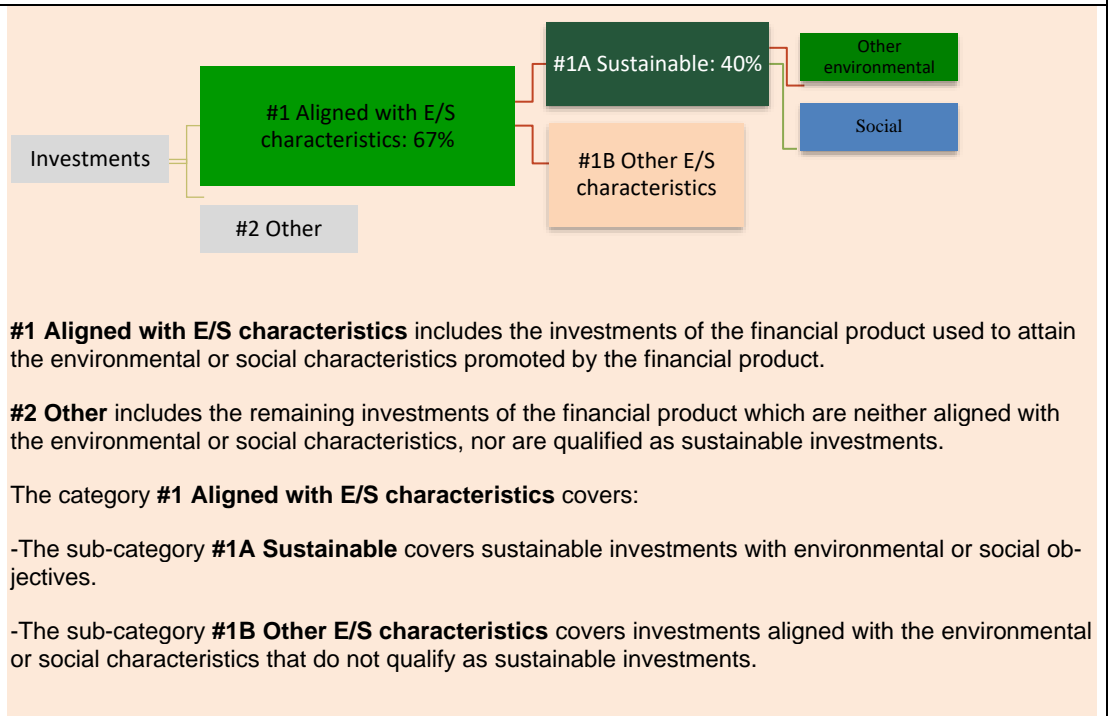 #1A Sustainable: 40%
Other
environmental
#1 Aligned with E/S
characteristics: 67%
Social
Investments
#1B Other E/S
characteristics
#2 Other
#1 Aligned with E/S characteristics includes the investments of the financial product used to attain
the environmental or social characteristics promoted by the financial product.
#2 Other includes the remaining investments of the financial product which are neither aligned with
the environmental or social characteristics, nor are qualified as sustainable investments.
The category #1 Aligned with E/S characteristics covers:
-The sub-category #1A Sustainable covers sustainable investments with environmental or social ob-
jectives.
-The sub-category #1B Other E/S characteristics covers investments aligned with the environmental
or social characteristics that do not qualify as sustainable investments.